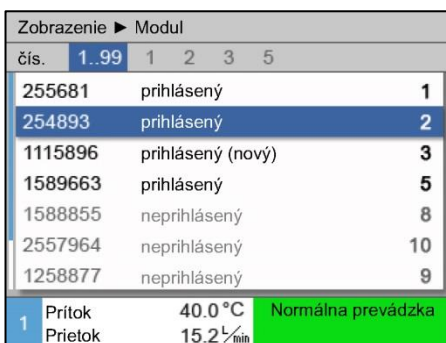 Zobrazenie ► Modul
čís. 1..99 1 2 3 5
255681 prihlásený 1
254893 prihlásený 2
1115896 prihlásený (nový) 3
1589663 prihlásený 5
1588855 neprihlásený 8
2557964 neprihlásený 10
1258877 neprihlásený 9
1 Prítok 40.0 °C Normálna prevádzka
Prietok 15.2 L/min